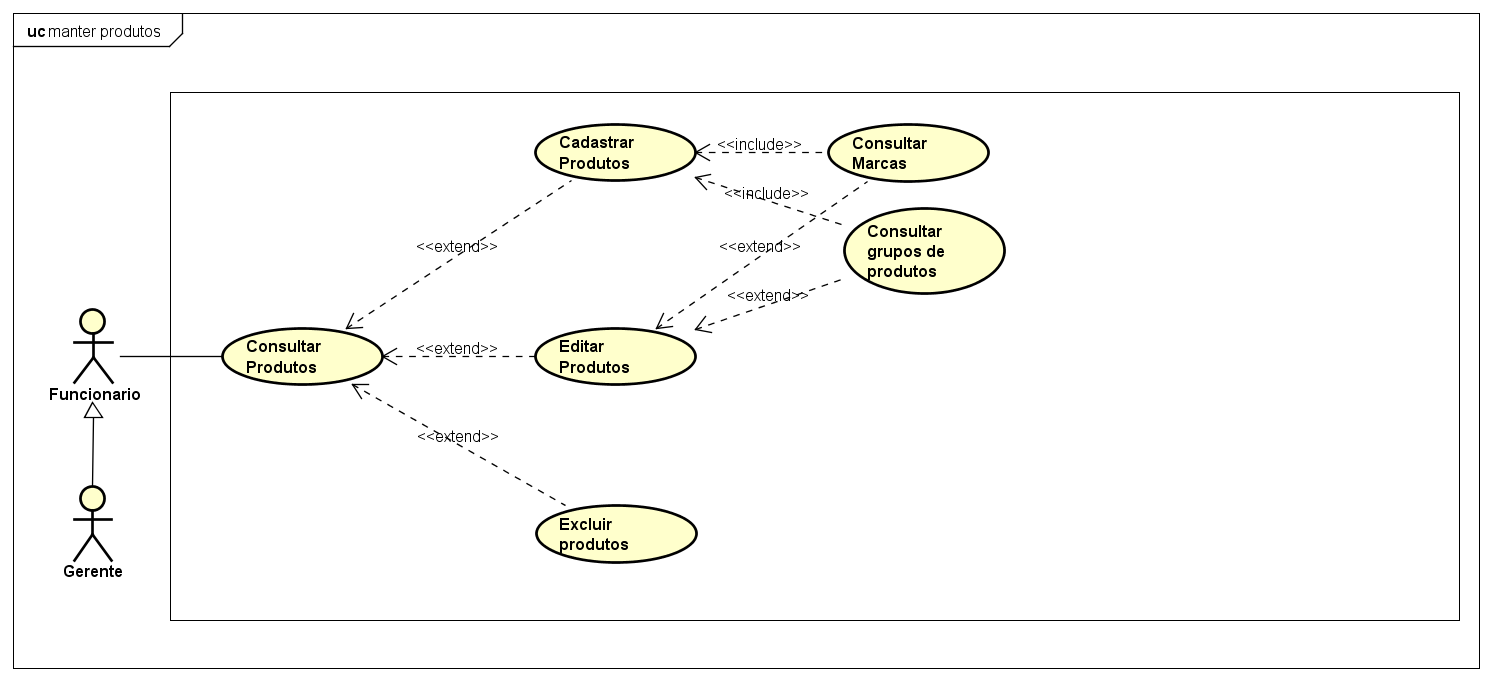 uc manter produtos
Cadastrar
Produtos
<<include>>
Consultar
Marcas
<<include>>
Consultar
grupos de
produtos
<<extend>>
<<extend>>
<<extend>>
Funcionario
Consultar
Produtos
<<extend>>
Editar
Produtos
<<extend>>
Excluir
produtos
Gerente